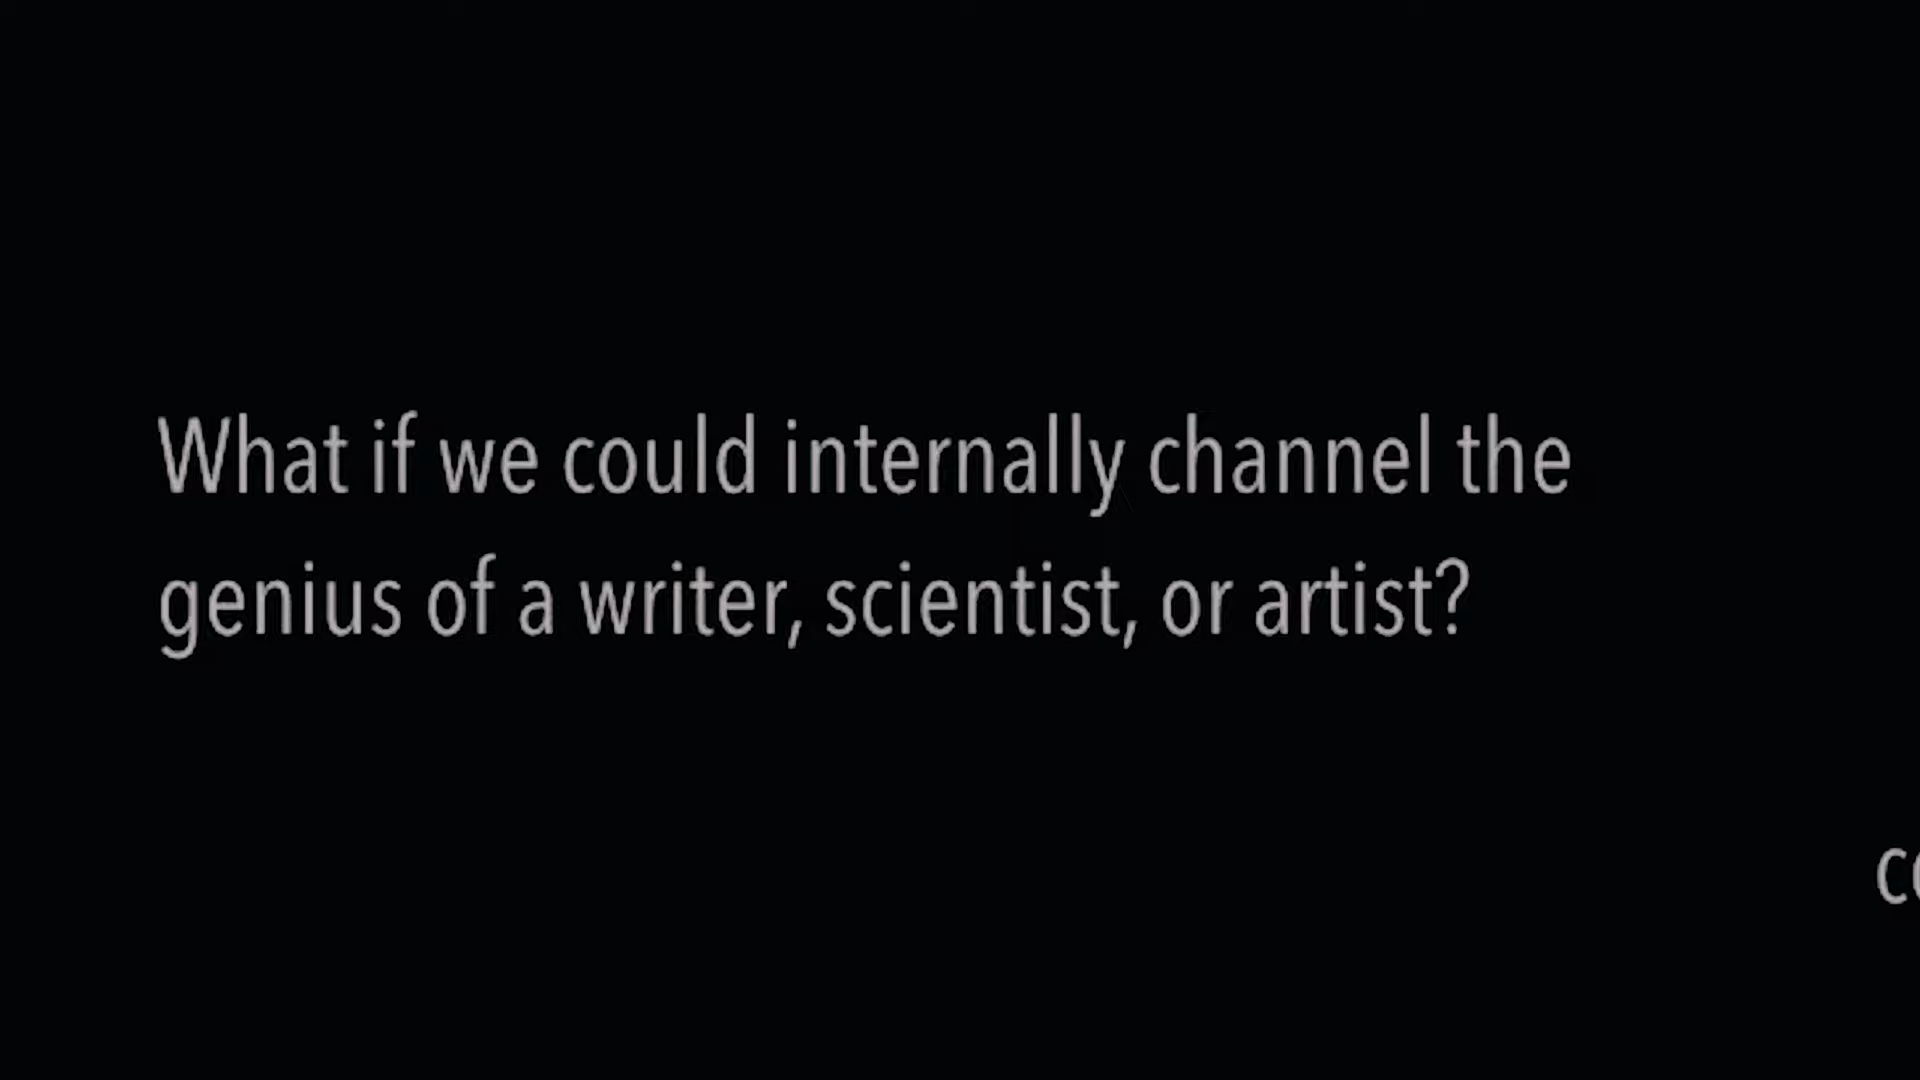 What if we could internally channel the
genius of a writer, scientist, or artist?